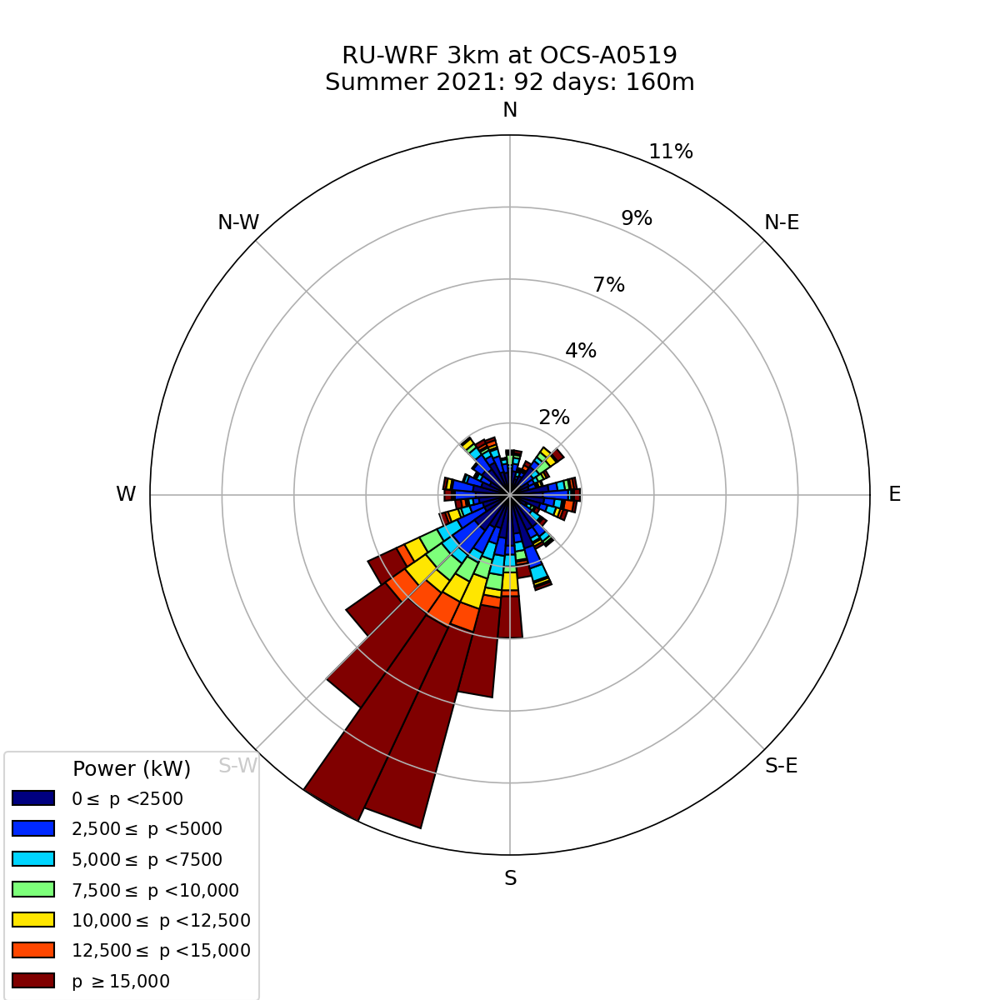 RU-WRF 3km at OCS-A0519
Summer 2021: 92 days: 160m
N
11%
N-W
N-E
9%
7%
4%
2%
W
E
S-W
S-E
S
Power (kW)
0≤ p <2500
2,500≤ p <5000
5,000≤ p <7500
7,500≤ p <10,000
10,000≤ p <12,500
12,500≤ p <15,000
p ≥15,000